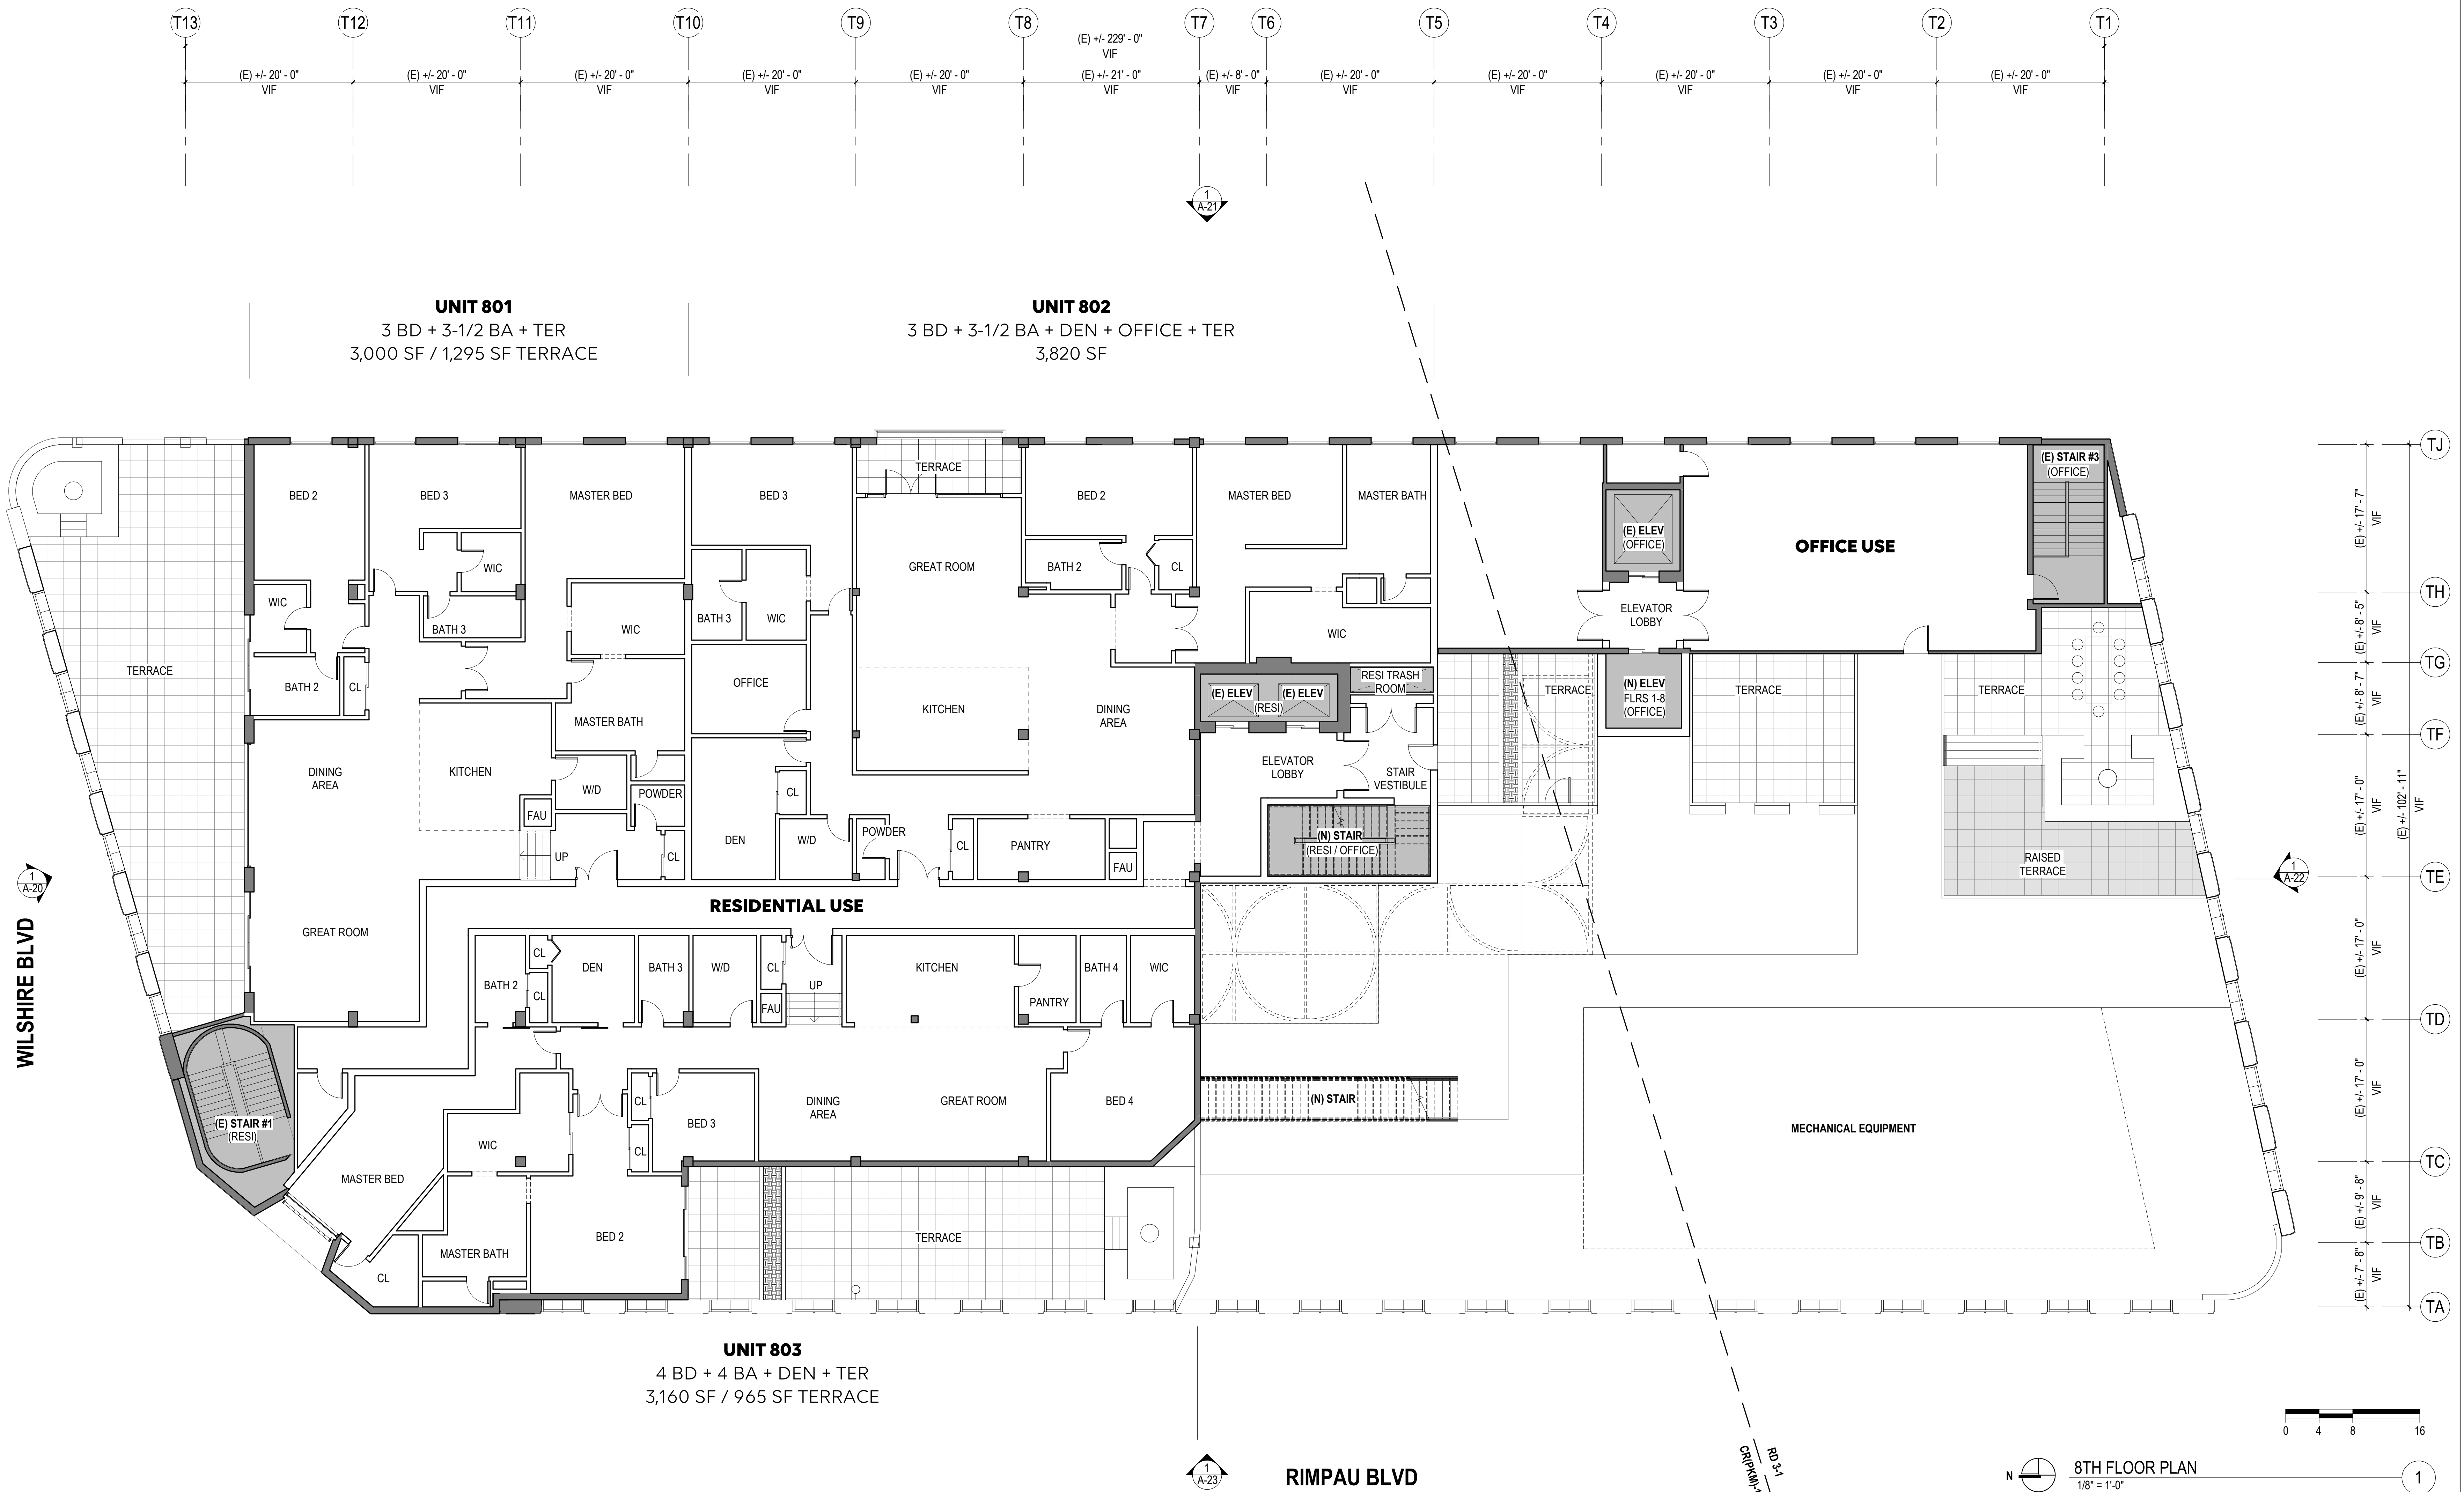 T13 T12 T11 T10 T9 T8 T7 T6 T5 T4 T3 T2 T1
(E) +/- 229' - 0"
VIF
(E) +/- 20' - 0" (E) +/- 20' - 0" (E) +/- 20' - 0" (E) +/- 20' - 0" (E) +/- 20' - 0" (E) +/- 21' - 0" (E) +/- 8' - 0" (E) +/- 20' - 0" (E) +/- 20' - 0" (E) +/- 20' - 0" (E) +/- 20' - 0" (E) +/- 20' - 0"
VIF VIF VIF VIF VIF VIF VIF VIF VIF VIF VIF VIF
1
A-21
UNIT 801
3 BD + 3-1/2 BA + TER
3,000 SF / 1,295 SF TERRACE
UNIT 802
3 BD + 3-1/2 BA + DEN + OFFICE + TER
3,820 SF
TERRACE
BED 2
BED 3
MASTER BED
WIC
WIC
BATH 3
WIC
BATH 2
CL
MASTER BATH
DINING
AREA
KITCHEN
W/D
POWDER
FAU
UP
CL
GREAT ROOM
BED 3
TERRACE
BED 2
MASTER BED
MASTER BATH
GREAT ROOM
BATH 2
CL
BATH 3
WIC
WIC
OFFICE
KITCHEN
DINING
AREA
CL
DEN
W/D
POWDER
CL
PANTRY
FAU
(E) ELEV
(E) ELEV
(RESI)
RESI TRASH
ROOM
ELEVATOR
LOBBY
STAIR
VESTIBULE
(N) STAIR
(RESI / OFFICE)
(E) ELEV
(OFFICE)
OFFICE USE
(E) STAIR #3
(OFFICE)
ELEVATOR
LOBBY
TERRACE
(N) ELEV
FLRS 1-8
(OFFICE)
TERRACE
TERRACE
RAISED
TERRACE
RESIDENTIAL USE
BATH 2
CL
CL
DEN
BATH 3
W/D
CL
FAU
UP
KITCHEN
PANTRY
BATH 4
WIC
(E) STAIR #1
(RESI)
MASTER BED
WIC
CL
CL
BED 3
DINING
AREA
GREAT ROOM
BED 4
(N) STAIR
MECHANICAL EQUIPMENT
MASTER BATH
CL
BED 2
TERRACE
TJ
(E) +/- 17' - 7"
VIF
TH
(E) +/- 8' - 5"
VIF
TG
(E) +/- 8' - 7"
VIF
TF
(E) +/- 17' - 0"
VIF
(E) +/- 102' - 11"
VIF
TE
(E) +/- 17' - 0"
VIF
TD
(E) +/- 17' - 0"
VIF
TC
(E) +/- 9' - 8"
VIF
TB
(E) +/- 7' - 8"
VIF
TA
1
A-20
WILSHIRE BLVD
1
A-22
UNIT 803
4 BD + 4 BA + DEN + TER
3,160 SF / 965 SF TERRACE
1
A-23
RIMPAU BLVD
RD 3-1
0 4 8 16
N
8TH FLOOR PLAN
1/8" = 1'-0"
1